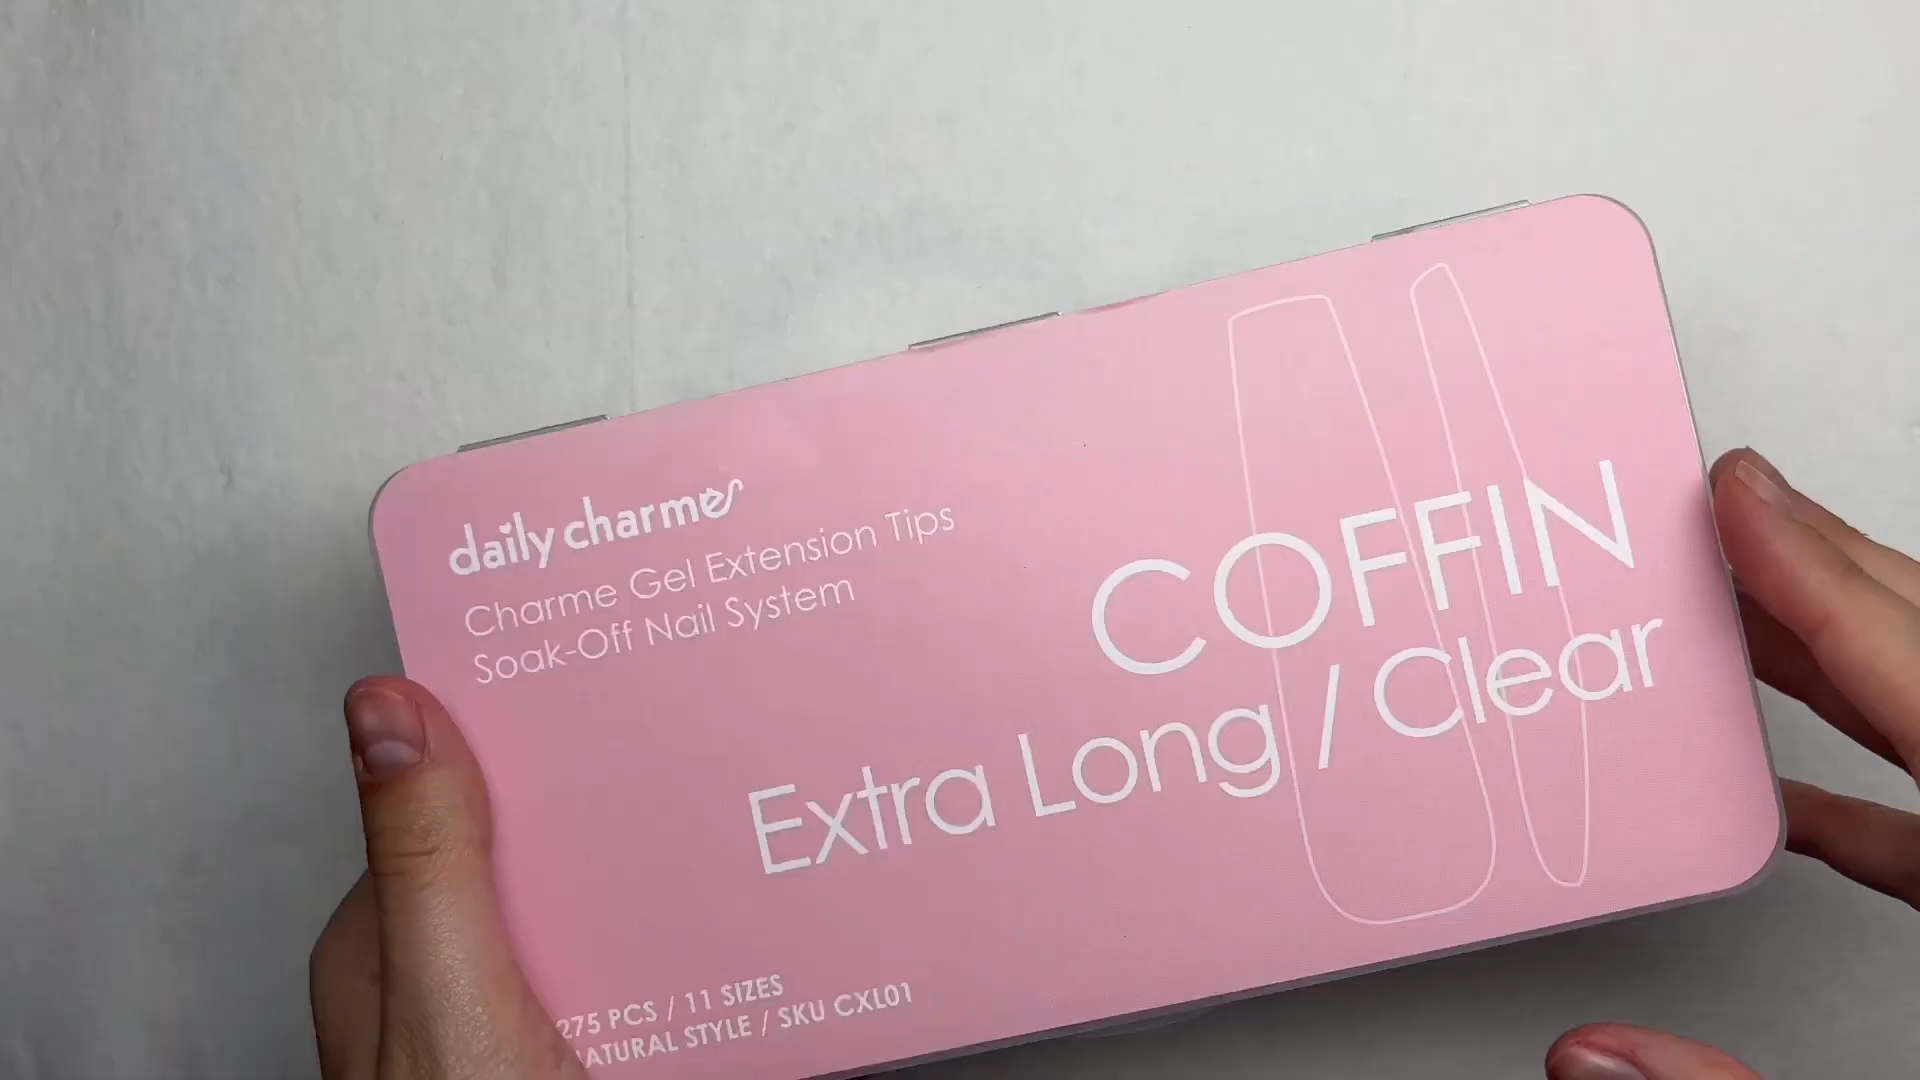 daily charme
Charme Gel Extension Tips
Soak-Off Nail System
COFFIN
Extra Long / Clear
275 PCS / 11 SIZES
NATURAL STYLE / SKU CXL01